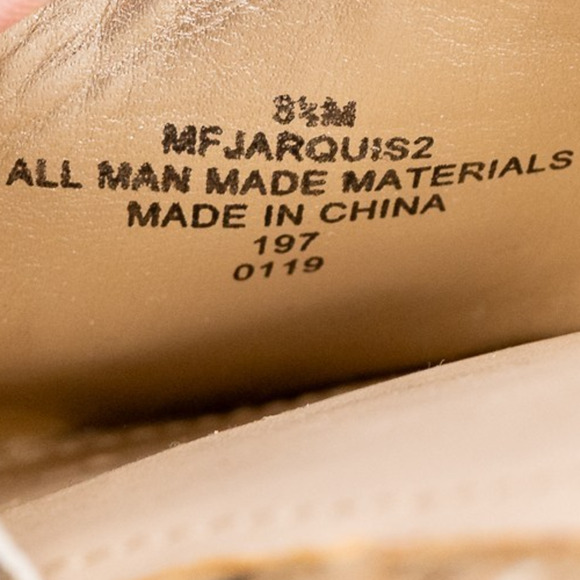 8½M
MFJARQUIS2
ALL MAN MADE MATERIALS
MADE IN CHINA
197
0119